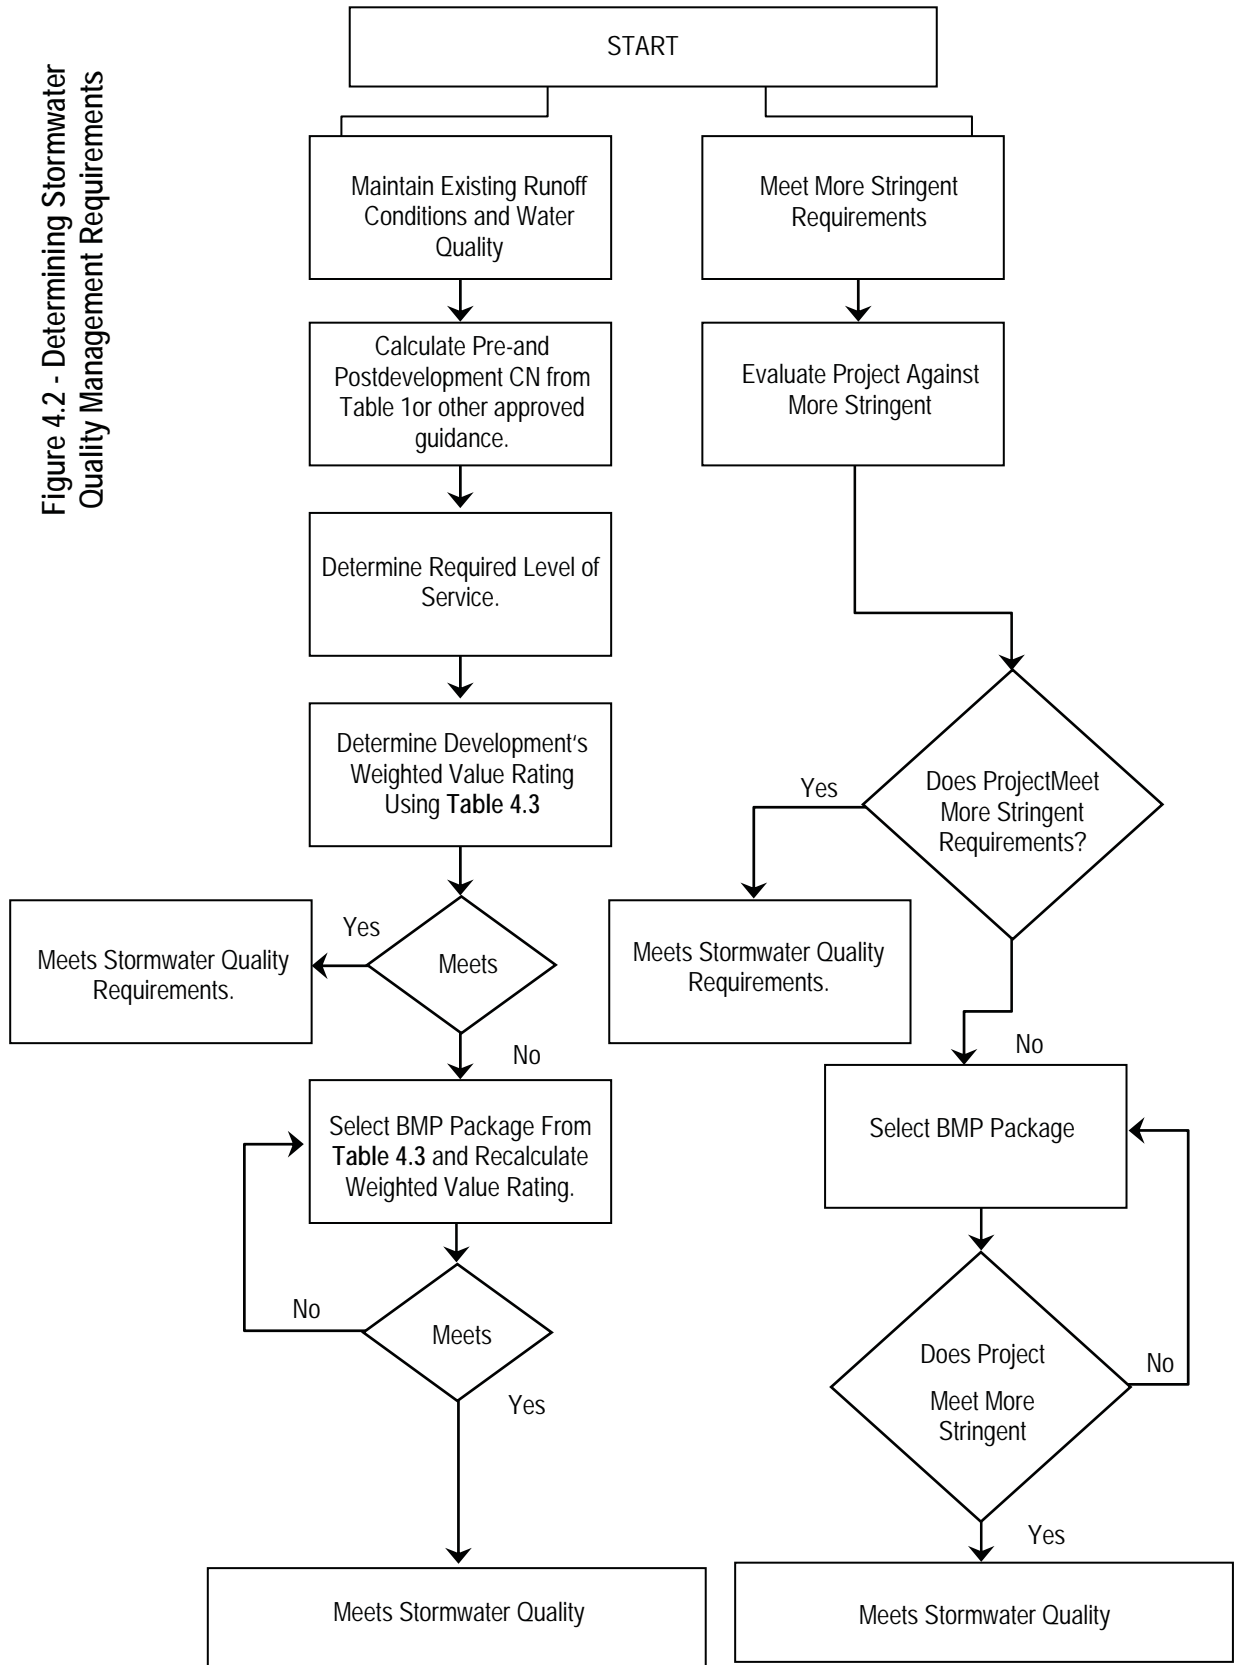 Figure 4.2 - Determining Stormwater
Quality Management Requirements
START
Maintain Existing Runoff
Conditions and Water
Quality
Meet More Stringent
Requirements
Calculate Pre-and
Postdevelopment CN from
Table 1or other approved
guidance.
Evaluate Project Against
More Stringent
Determine Required Level of
Service.
Determine Development's
Weighted Value Rating
Using Table 4.3
Yes
Does ProjectMeet
More Stringent
Requirements?
Meets Stormwater Quality
Requirements.
Yes
Meets
Meets Stormwater Quality
Requirements.
No
No
Select BMP Package From
Table 4.3 and Recalculate
Weighted Value Rating.
Select BMP Package
No
Meets
Yes
Does Project
Meet More
Stringent
No
Yes
Meets Stormwater Quality
Meets Stormwater Quality